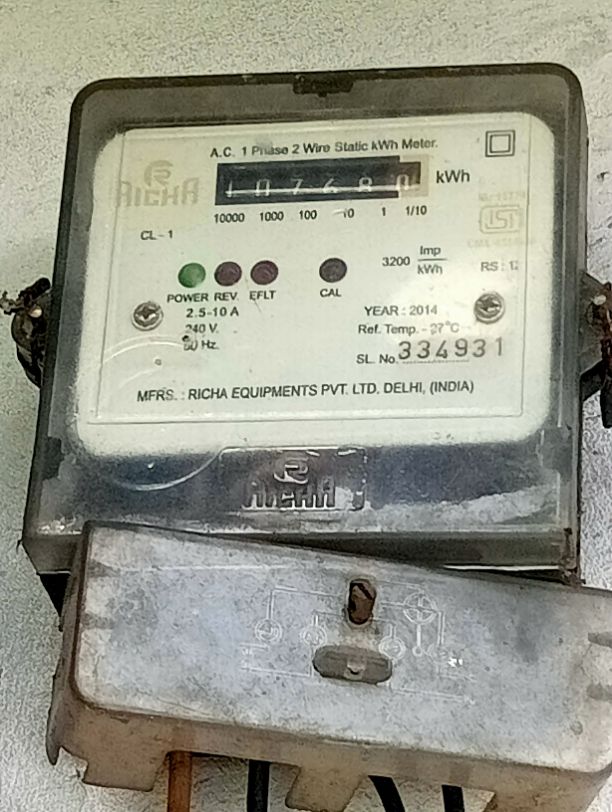 A.C. 1 Phase 2 Wire Static kWh Meter.
RICHA
kWh
10000 1000 100 10 1 1/10
CL-1
3200 Imp/kWh
POWER REV. EFLT CAL
2.5-10 A
YEAR : 2014
240 V.
Ref. Temp. - 27°C
50 Hz.
SL. No. 334931
MFRS. : RICHA EQUIPMENTS PVT. LTD. DELHI, (INDIA)
RICHA